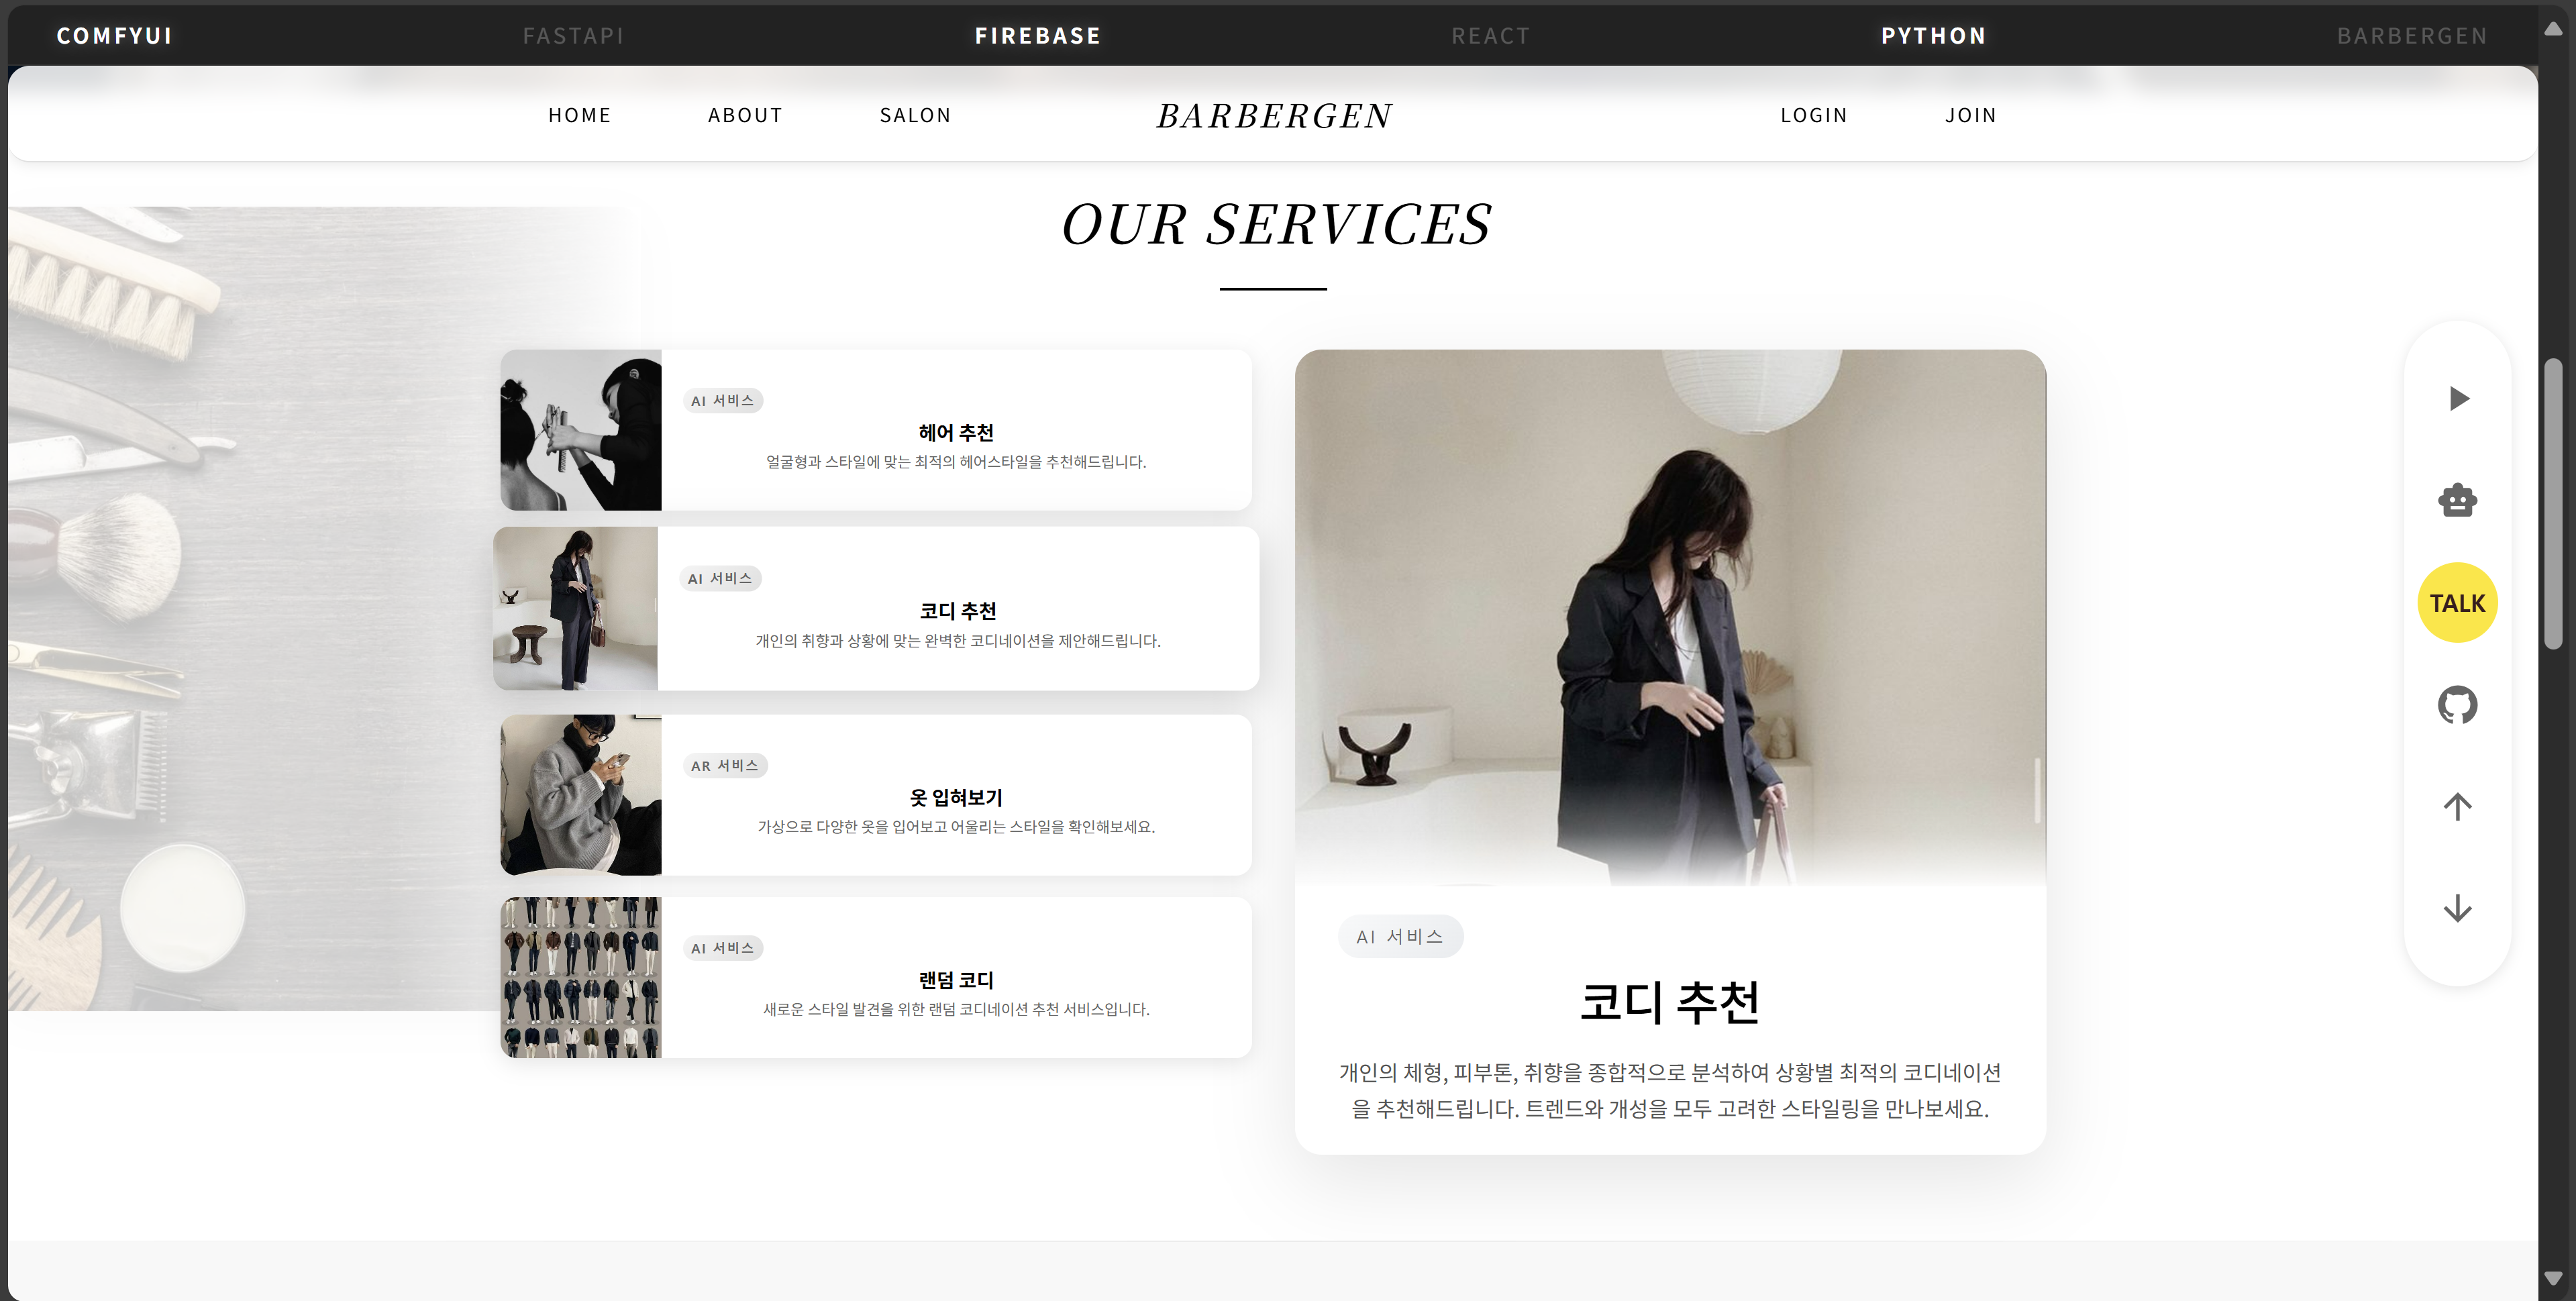 COMFYUI
FASTAPI
FIREBASE
REACT
PYTHON
BARBERGEN
HOME
ABOUT
SALON
BARBERGEN
LOGIN
JOIN
OUR SERVICES
AI 서비스
헤어 추천
얼굴형과 스타일에 맞는 최적의 헤어스타일을 추천해드립니다.
AI 서비스
코디 추천
개인의 취향과 상황에 맞는 완벽한 코디네이션을 제안해드립니다.
AR 서비스
옷 입혀보기
가상으로 다양한 옷을 입어보고 어울리는 스타일을 확인해보세요.
AI 서비스
랜덤 코디
새로운 스타일 발견을 위한 랜덤 코디네이션 추천 서비스입니다.
AI 서비스
코디 추천
개인의 체형, 피부톤, 취향을 종합적으로 분석하여 상황별 최적의 코디네이션
을 추천해드립니다. 트렌드와 개성을 모두 고려한 스타일링을 만나보세요.
TALK